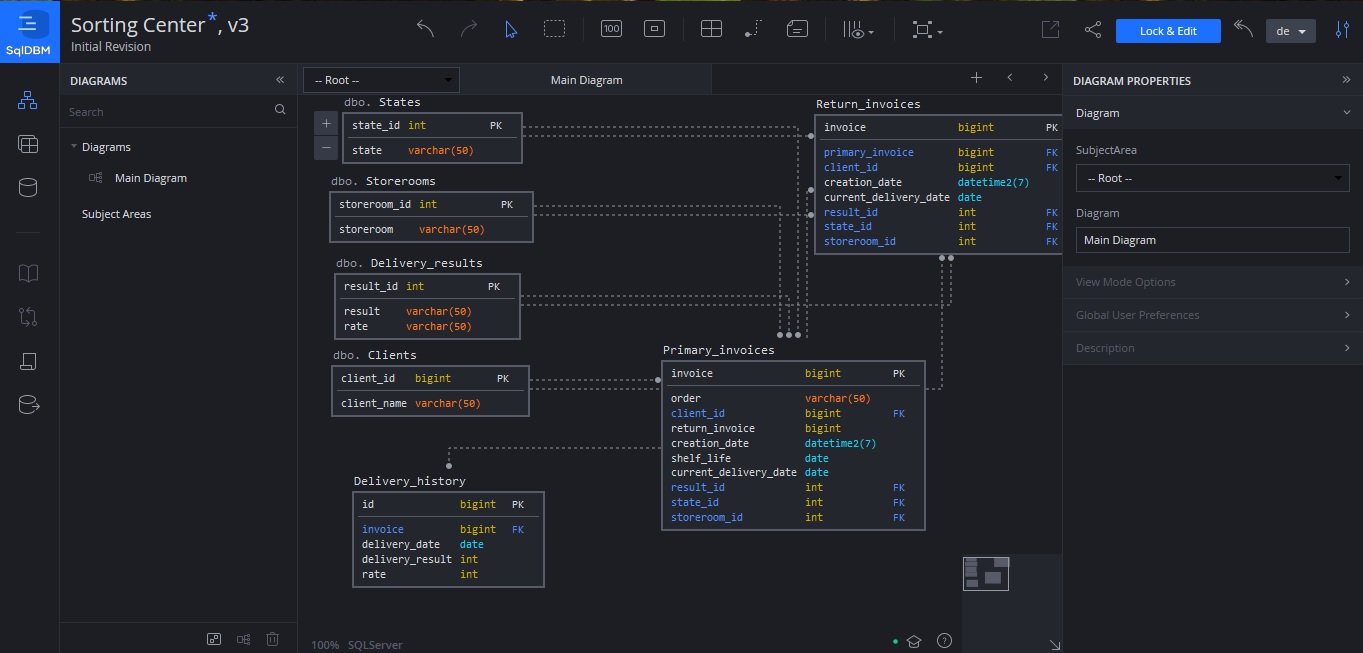 SqlDBM
Sorting Center*, v3
Initial Revision
100
Lock & Edit
de
DIAGRAMS
Search
Diagrams
Main Diagram
Subject Areas
-- Root --
Main Diagram
dbo. States
state_id int PK
state varchar(50)
dbo. Storerooms
storeroom_id int PK
storeroom varchar(50)
dbo. Delivery_results
result_id int PK
result varchar(50)
rate varchar(50)
dbo. Clients
client_id bigint PK
client_name varchar(50)
Delivery_history
id bigint PK
invoice bigint FK
delivery_date date
delivery_result int
rate int
Return_invoices
invoice bigint PK
primary_invoice bigint FK
client_id bigint FK
creation_date datetime2(7)
current_delivery_date date
result_id int FK
state_id int FK
storeroom_id int FK
Primary_invoices
invoice bigint PK
order varchar(50)
client_id bigint FK
return_invoice bigint
creation_date datetime2(7)
shelf_life date
current_delivery_date date
result_id int FK
state_id int FK
storeroom_id int FK
100% SQLServer
DIAGRAM PROPERTIES
Diagram
SubjectArea
-- Root --
Diagram
Main Diagram
View Mode Options
Global User Preferences
Description